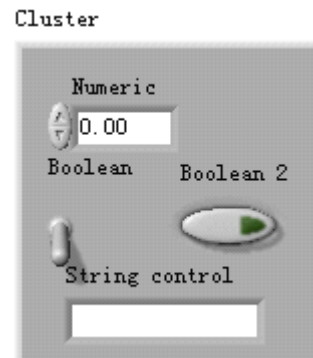 Cluster
Numeric
0.00
Boolean
Boolean 2
String control